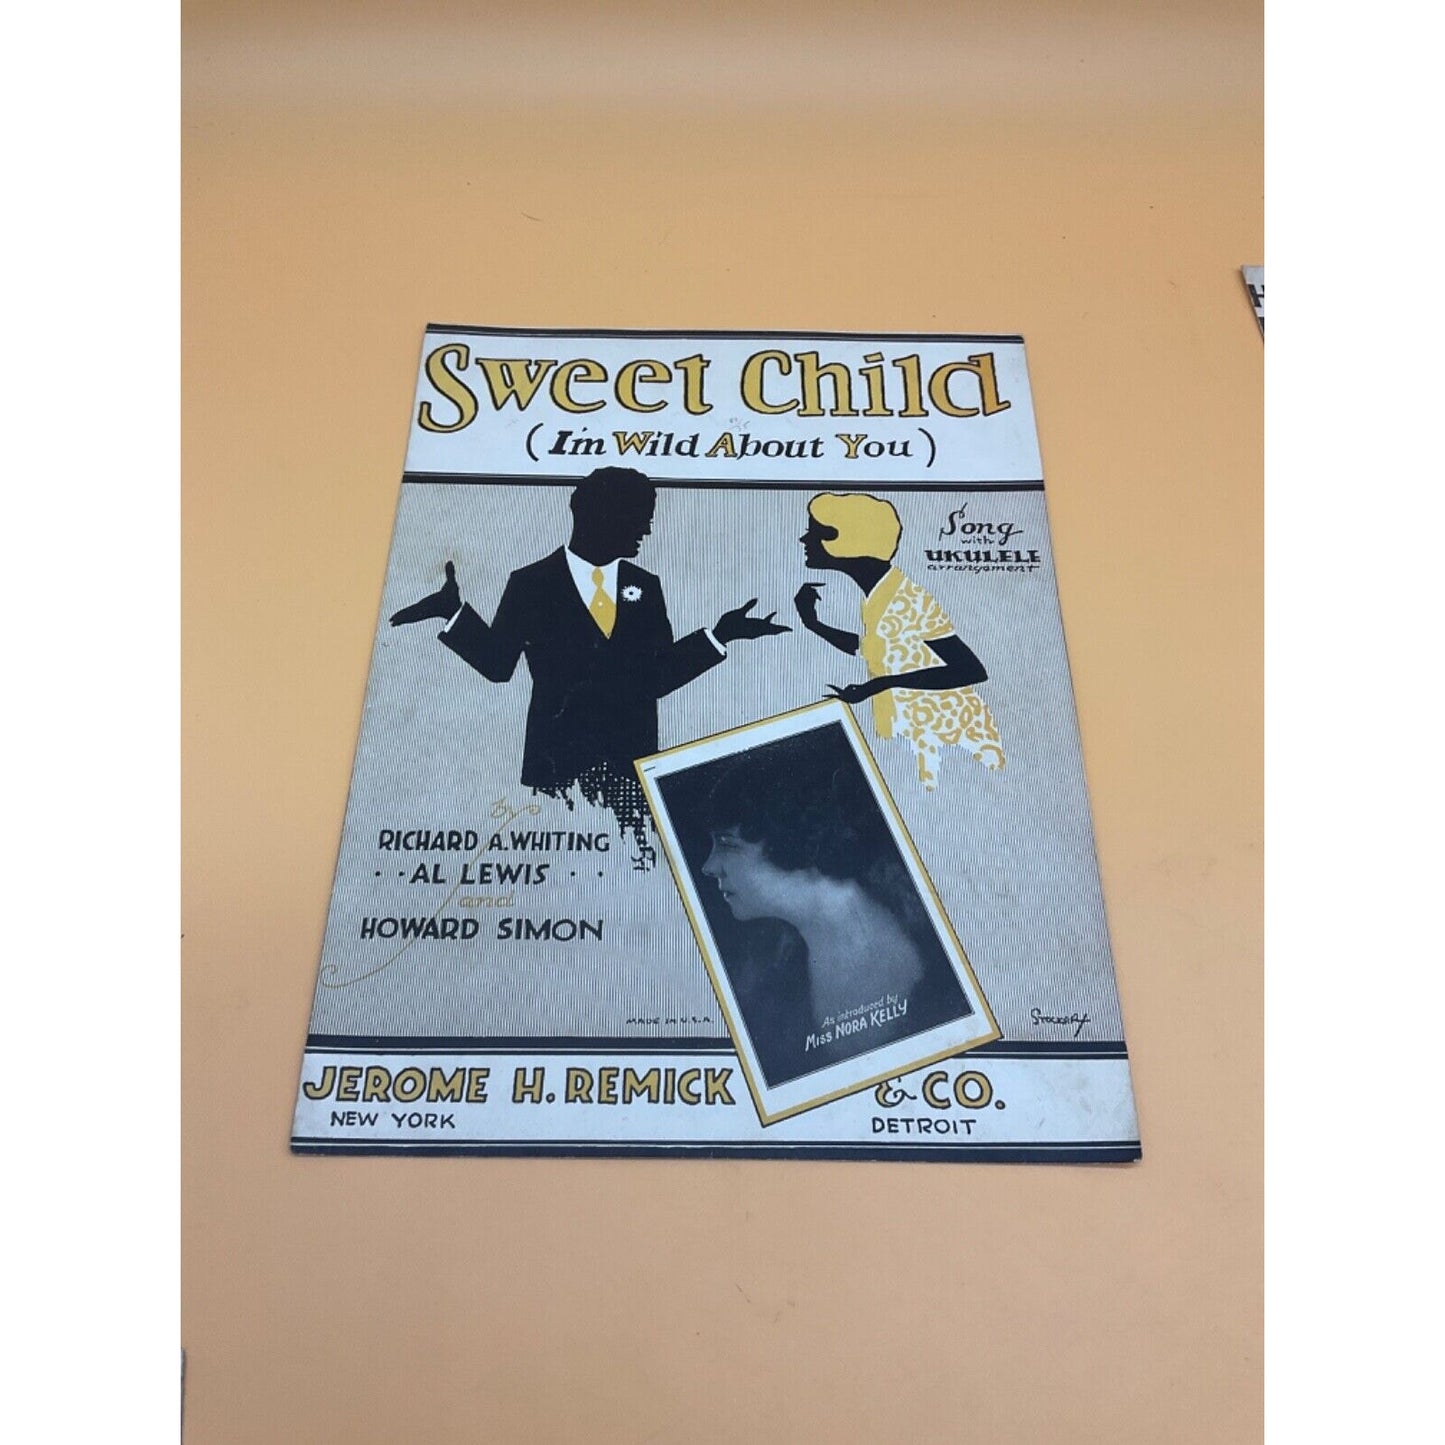 Sweet Child
(I'm Wild About You)
Song
with
UKULELE
arrangement
by
RICHARD A. WHITING
··AL LEWIS··
and
HOWARD SIMON
As introduced by
MISS NORA KELLY
MADE IN U.S.A.
JEROME H. REMICK & CO.
NEW YORK DETROIT